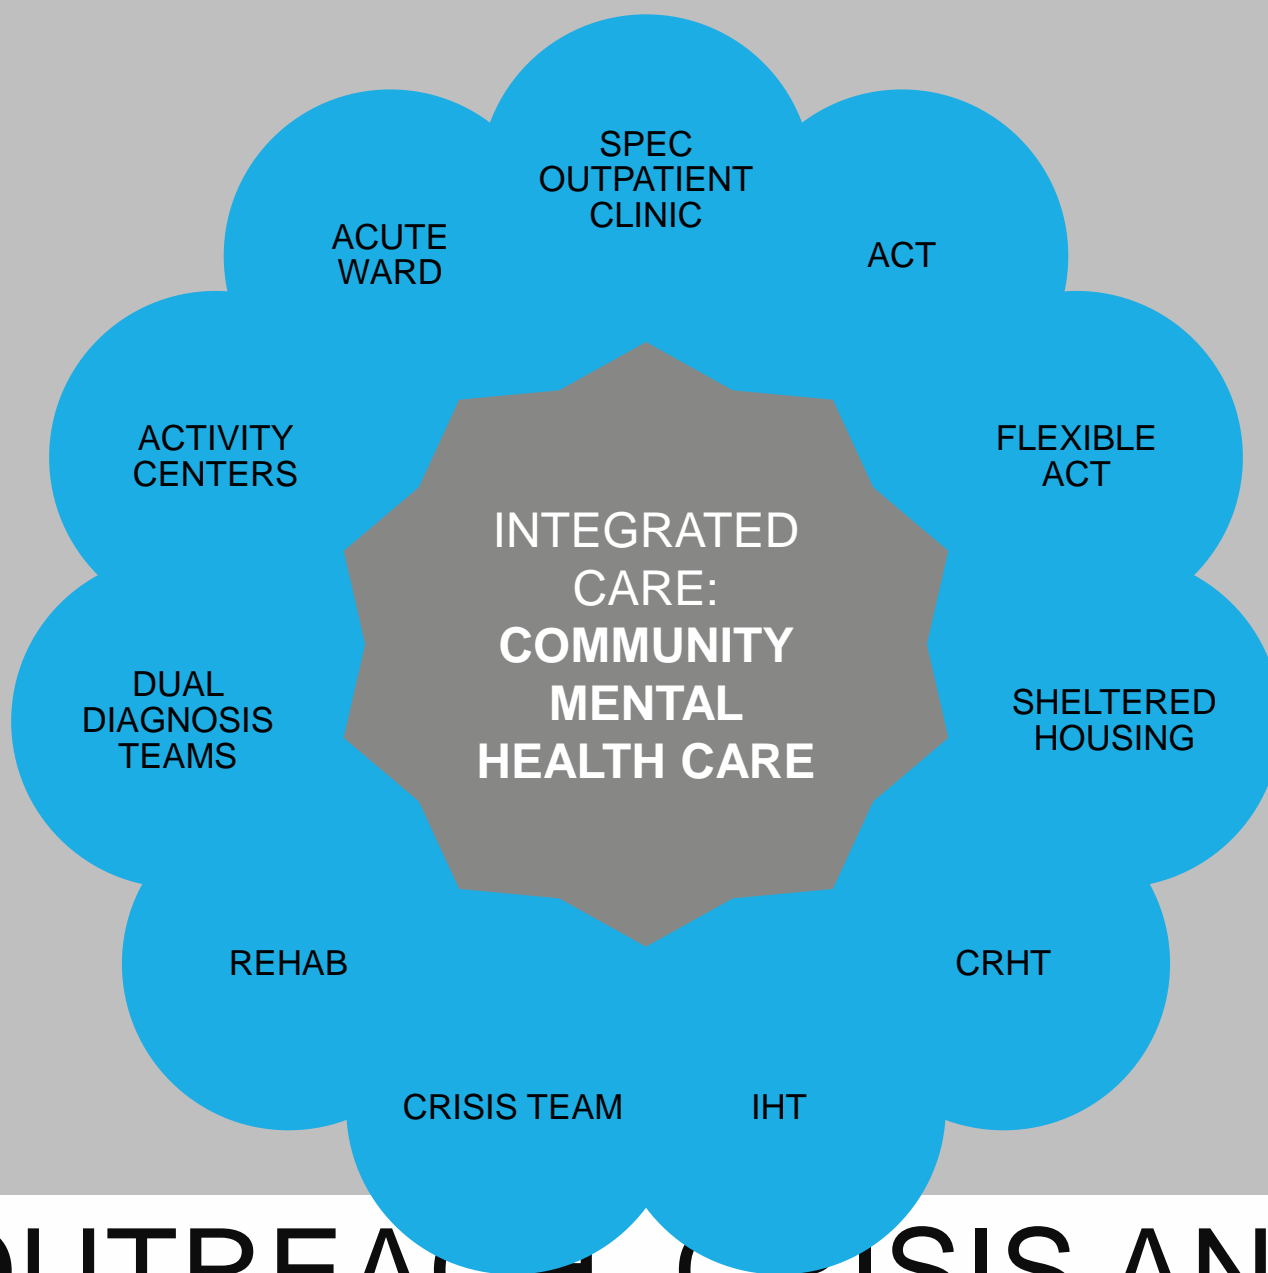 SPEC
OUTPATIENT
CLINIC
ACT
FLEXIBLE
ACT
SHELTERED
HOUSING
CRHT
IHT
CRISIS TEAM
REHAB
DUAL
DIAGNOSIS
TEAMS
ACTIVITY
CENTERS
ACUTE
WARD
INTEGRATED
CARE:
COMMUNITY
MENTAL
HEALTH CARE